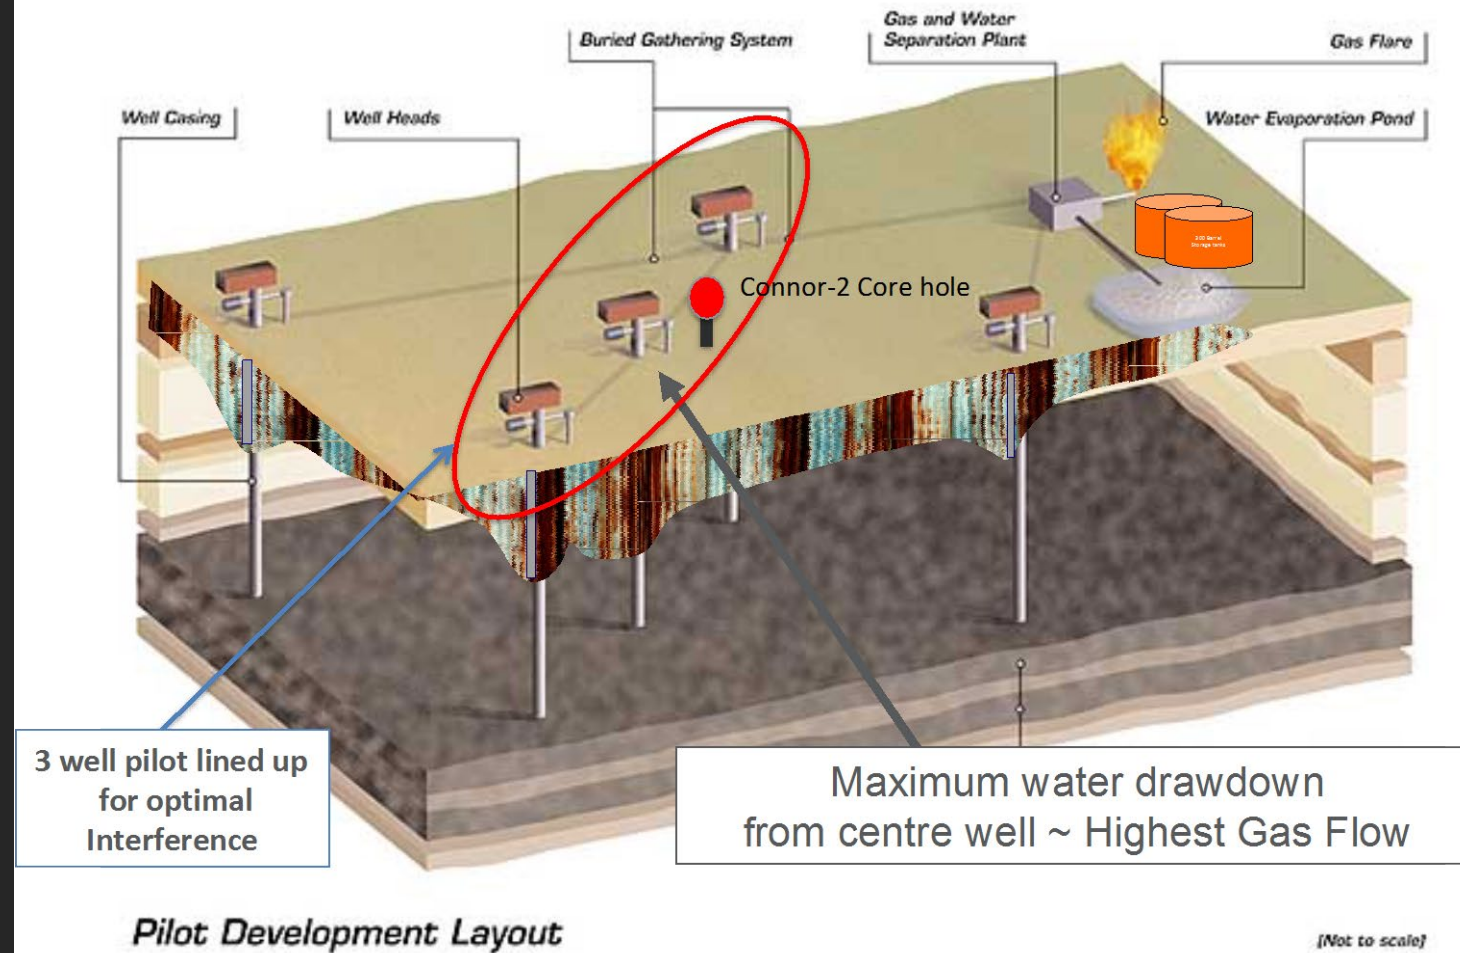 Gas and Water
Separation Plant
Buried Gathering System
Gas Flare
Well Casing
Well Heads
Water Evaporation Pond
Connor-2 Core hole
3 well pilot lined up
for optimal
Interference
Maximum water drawdown
from centre well ~ Highest Gas Flow
Pilot Development Layout
[Not to scale]